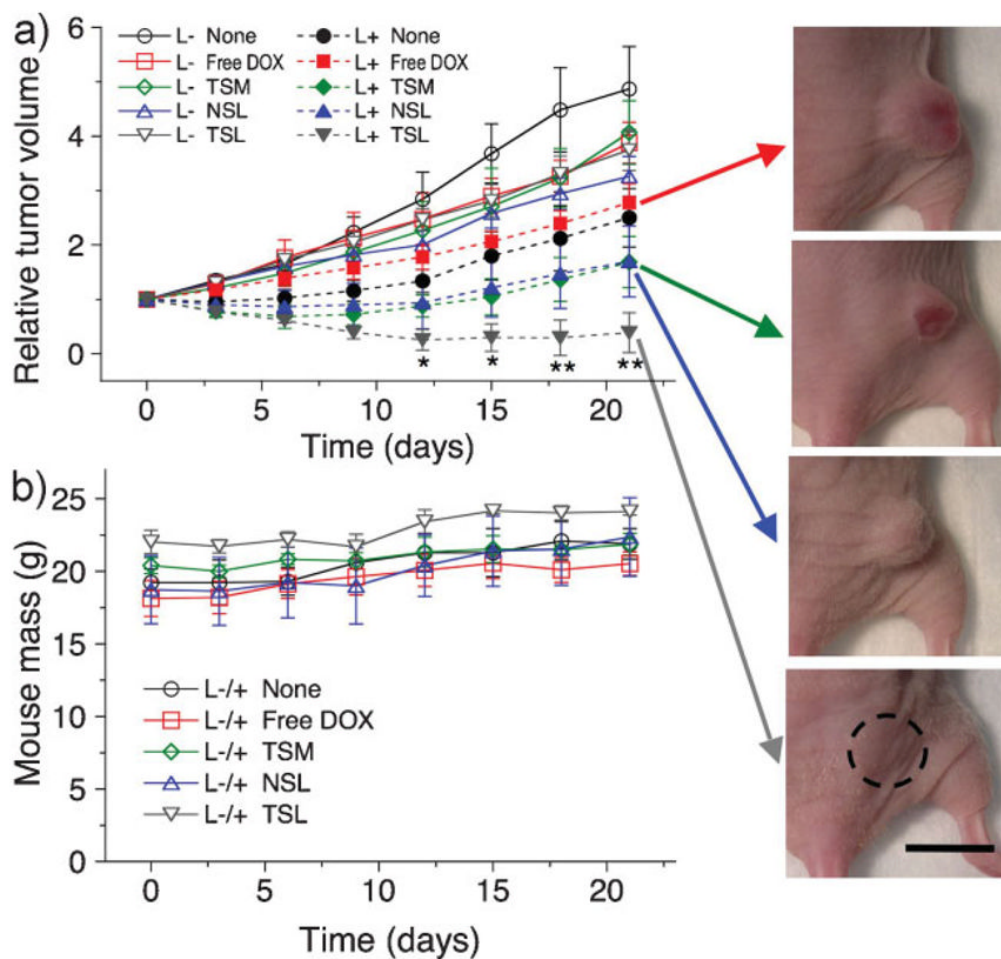 a)
Relative tumor volume
6
4
2
0
L- None
L- Free DOX
L- TSM
L- NSL
L- TSL
L+ None
L+ Free DOX
L+ TSM
L+ NSL
L+ TSL
* * ** **
0 5 10 15 20
Time (days)
b)
Mouse mass (g)
25
20
15
10
5
0
L-/+ None
L-/+ Free DOX
L-/+ TSM
L-/+ NSL
L-/+ TSL
0 5 10 15 20
Time (days)